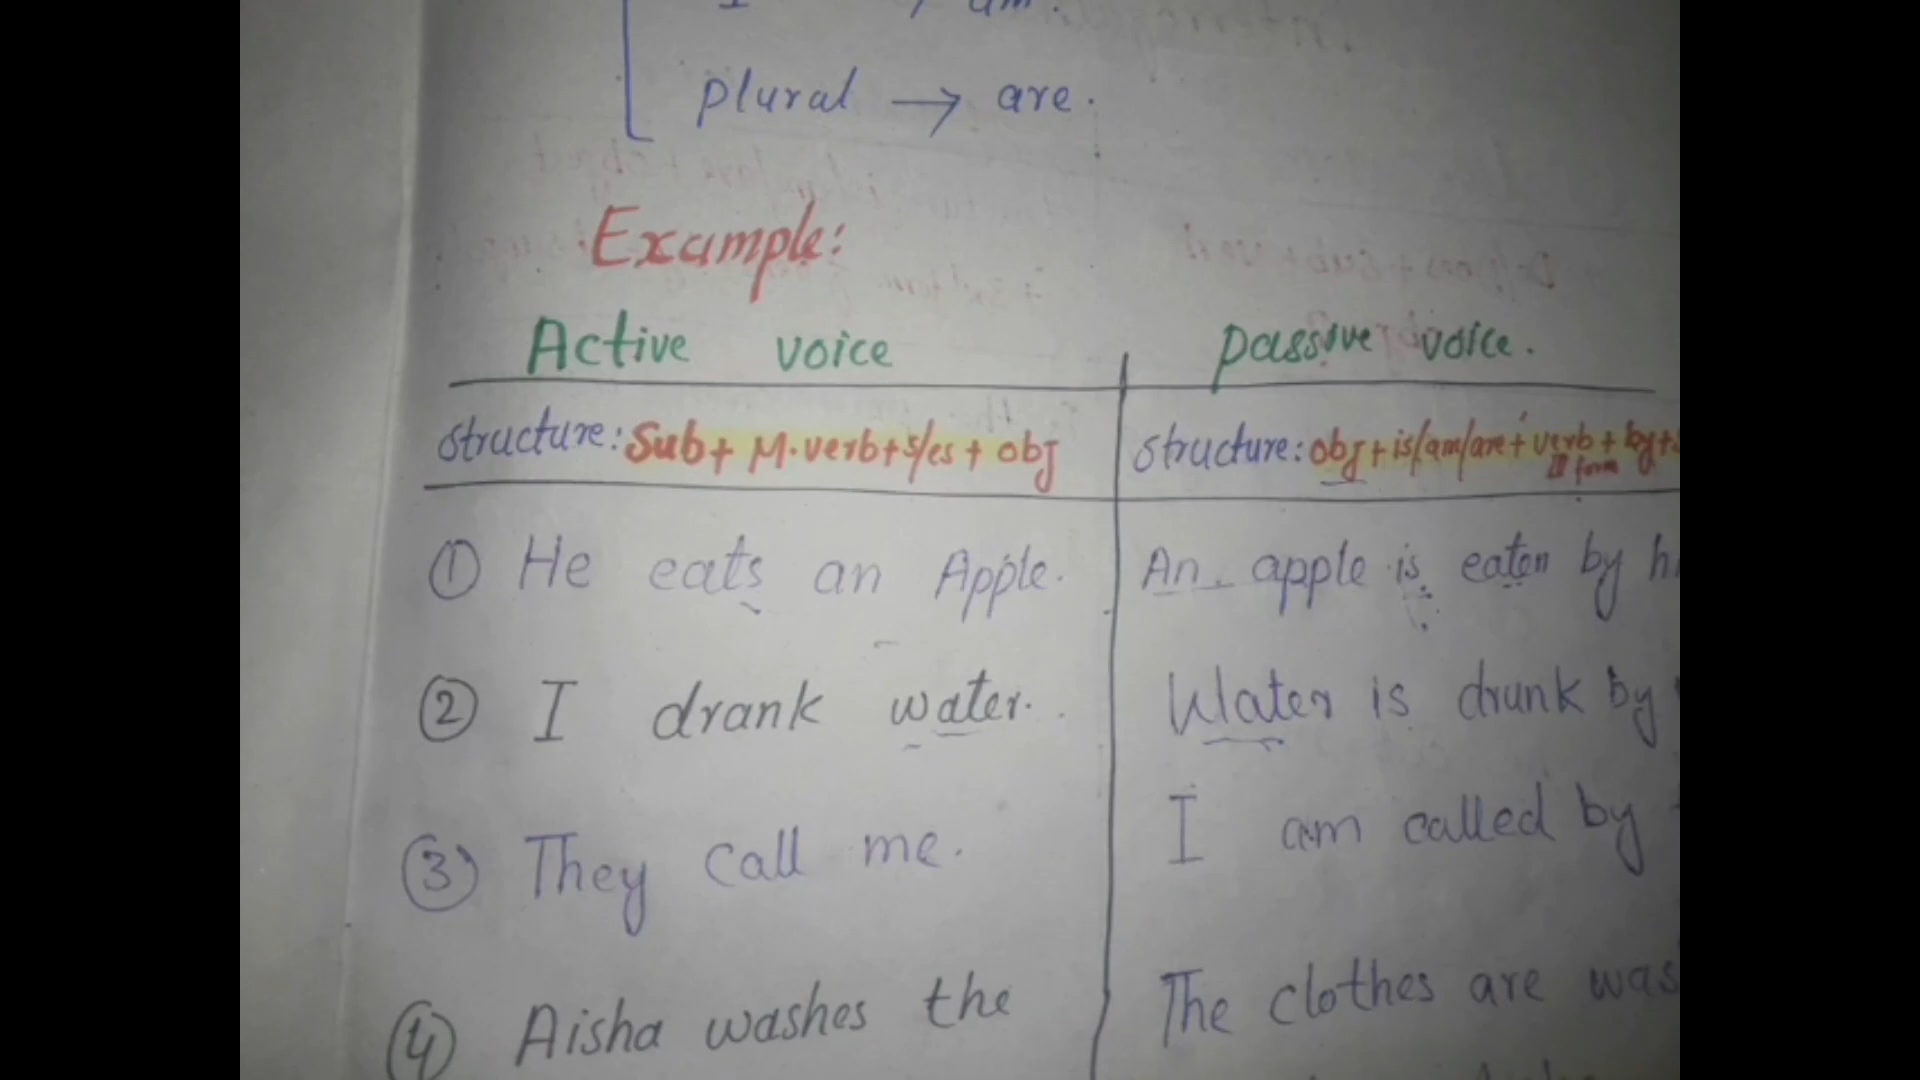 plural → are.
Example:
Active voice
passive voice.
Structure: Sub + M.verb+s/es + obj
Structure: obj + is/am/are + verb + by +
III form
① He eats an Apple.
An apple is eaten by
② I drank water.
Water is drunk by
③ They call me.
I am called by
④ Aisha washes the
The clothes are